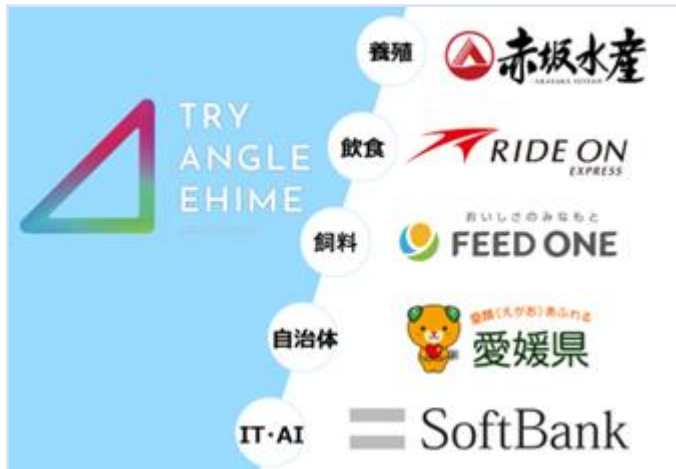 TRY
ANGLE
EHIME
養殖
赤坂水産
飲食
RIDE ON
EXPRESS
飼料
おいしさのみなもと
FEED ONE
自治体
愛顔(えがお)あふれる
愛媛県
IT・AI
SoftBank